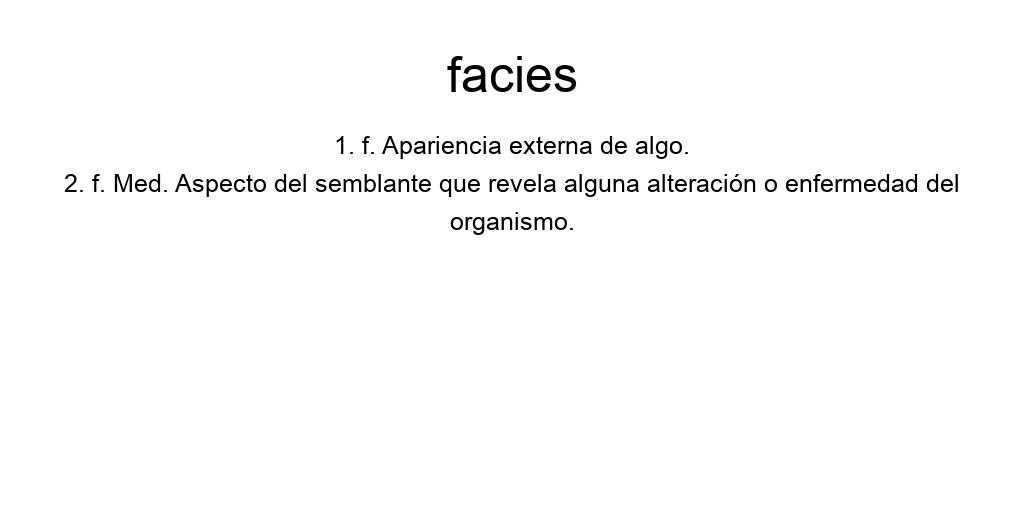 facies
1. f. Apariencia externa de algo.
2. f. Med. Aspecto del semblante que revela alguna alteración o enfermedad del
organismo.